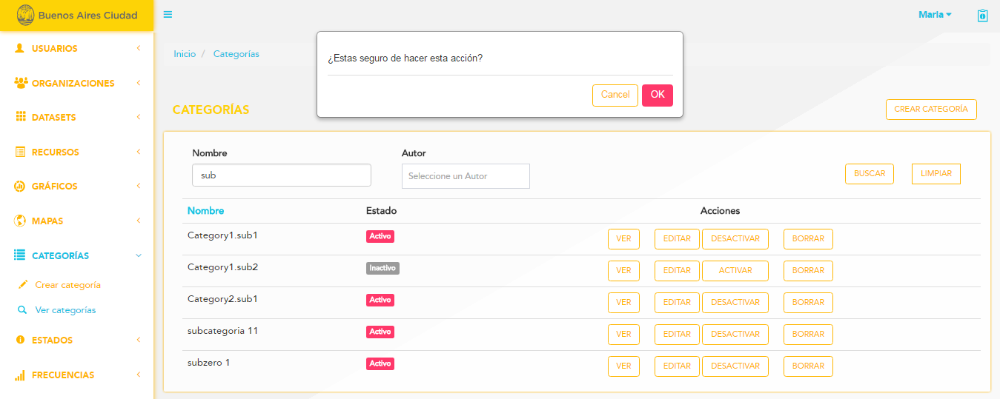 Buenos Aires Ciudad
Maria
USUARIOS
ORGANIZACIONES
DATASETS
RECURSOS
GRÁFICOS
MAPAS
CATEGORÍAS
Crear categoría
Ver categorías
ESTADOS
FRECUENCIAS
Inicio / Categorías
¿Estas seguro de hacer esta acción?
Cancel OK
CATEGORÍAS
CREAR CATEGORÍA
Nombre Autor
sub Seleccione un Autor BUSCAR LIMPIAR
Nombre Estado Acciones
Category1.sub1 Activo VER EDITAR DESACTIVAR BORRAR
Category1.sub2 Inactivo VER EDITAR ACTIVAR BORRAR
Category2.sub1 Activo VER EDITAR DESACTIVAR BORRAR
subcategoria 11 Activo VER EDITAR DESACTIVAR BORRAR
subzero 1 Activo VER EDITAR DESACTIVAR BORRAR